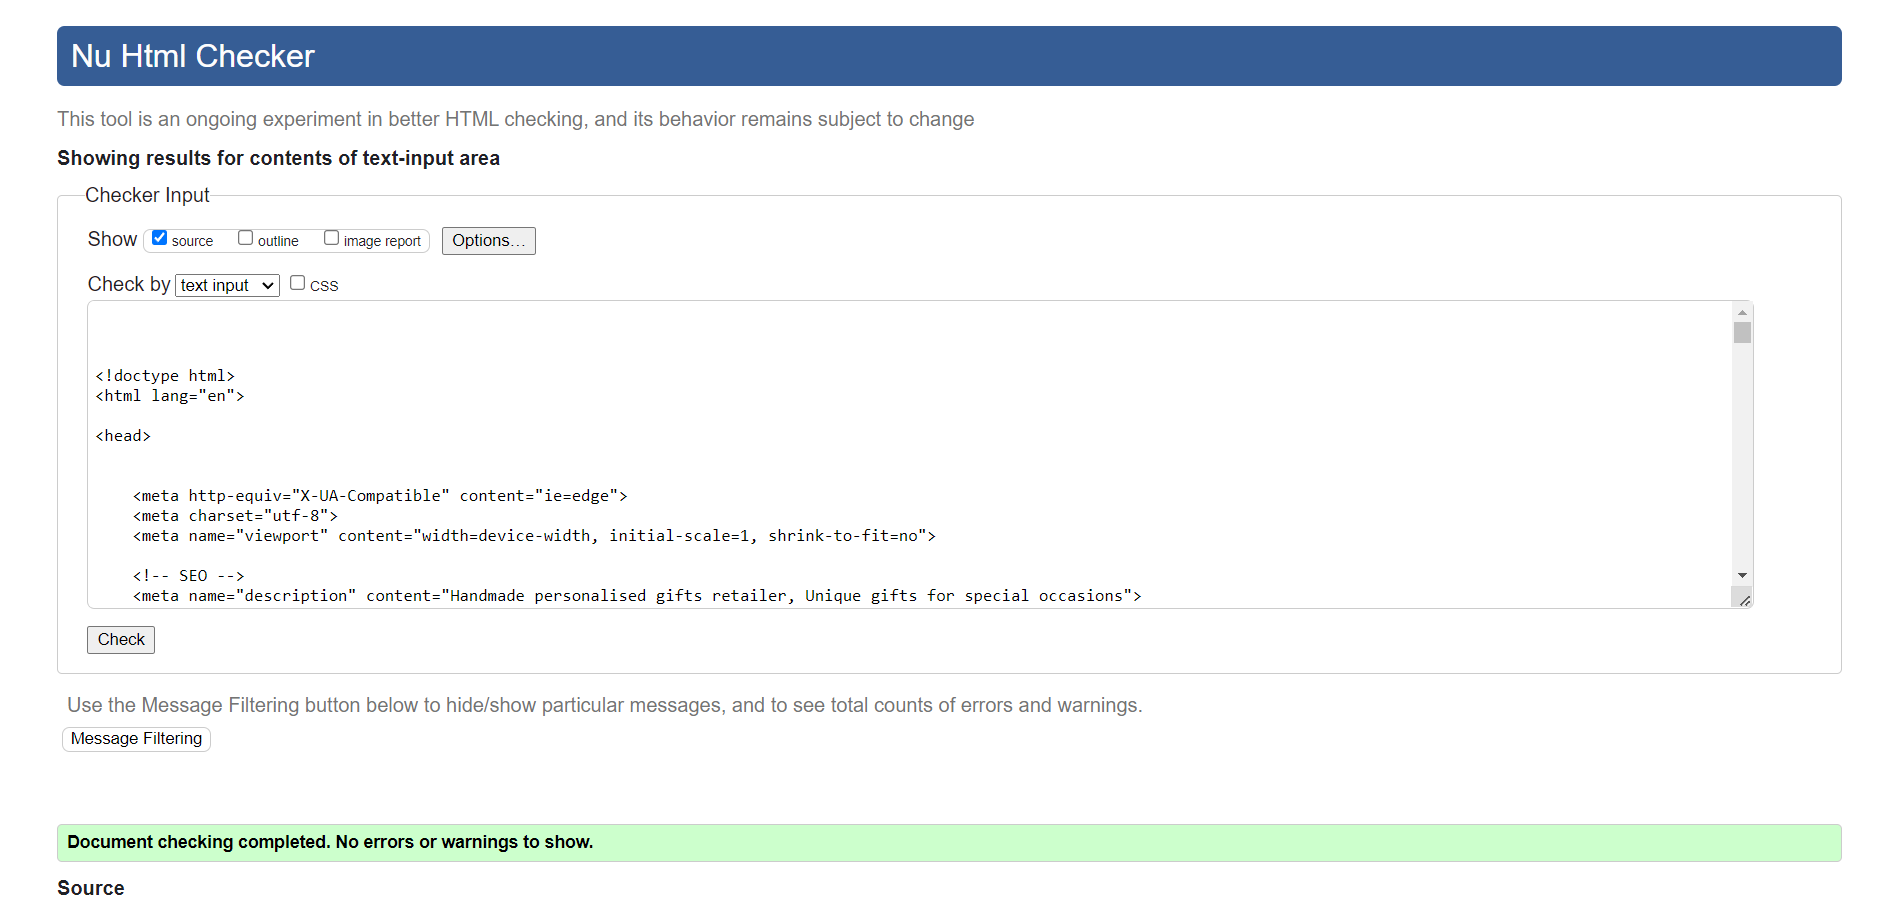 Nu Html Checker
This tool is an ongoing experiment in better HTML checking, and its behavior remains subject to change
Showing results for contents of text-input area
Checker Input
Show source outline image report Options...
Check by text input CSS
<!doctype html>
<html lang="en">
<head>
<meta http-equiv="X-UA-Compatible" content="ie=edge">
<meta charset="utf-8">
<meta name="viewport" content="width=device-width, initial-scale=1, shrink-to-fit=no">
<!-- SEO -->
<meta name="description" content="Handmade personalised gifts retailer, Unique gifts for special occasions">
Check
Use the Message Filtering button below to hide/show particular messages, and to see total counts of errors and warnings.
Message Filtering
Document checking completed. No errors or warnings to show.
Source